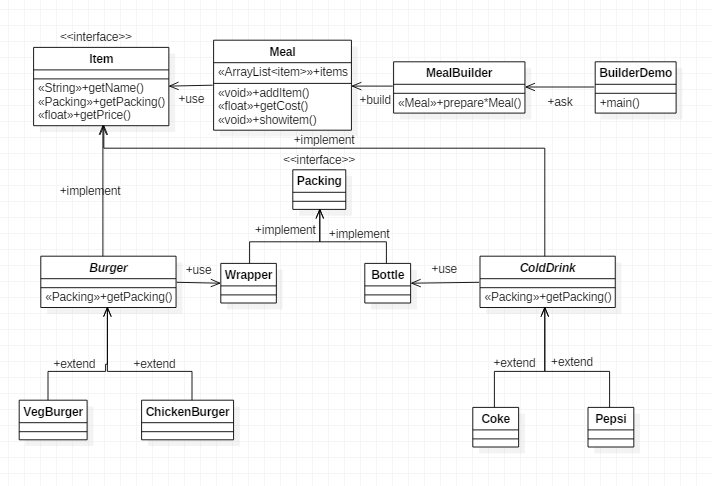 <<interface>>
Item
«String»+getName()
«Packing»+getPacking()
«float»+getPrice()
+use
Meal
«ArrayList<item>»+items
«void»+addItem()
«float»+getCost()
«void»+showitem()
+build
MealBuilder
«Meal»+prepare*Meal()
+ask
BuilderDemo
+main()
+implement
<<interface>>
Packing
+implement
+implement
+implement
Burger
«Packing»+getPacking()
+use
Wrapper
Bottle
+use
ColdDrink
«Packing»+getPacking()
+extend
+extend
+extend
+extend
VegBurger
ChickenBurger
Coke
Pepsi